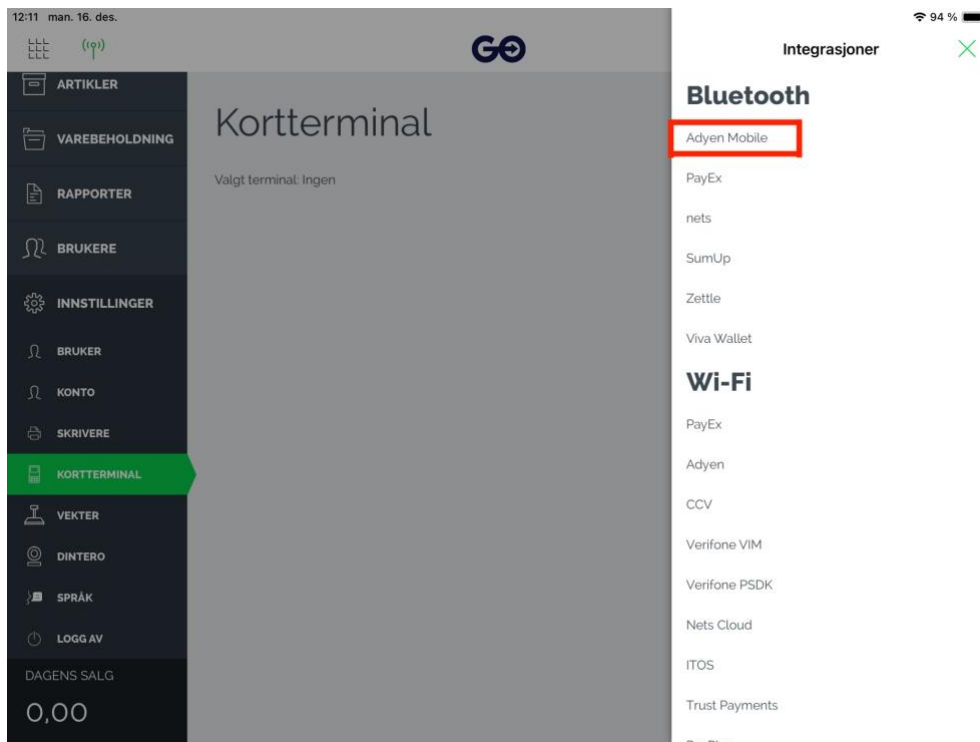 12:11 man. 16. des.
94 %
GO
Integrasjoner
ARTIKLER
VAREBEHOLDNING
RAPPORTER
BRUKERE
INNSTILLINGER
BRUKER
KONTO
SKRIVERE
KORTTERMINAL
VEKTER
DINTERO
SPRÅK
LOGG AV
DAGENS SALG
0,00
Kortterminal
Valgt terminal: Ingen
Bluetooth
Adyen Mobile
PayEx
nets
SumUp
Zettle
Viva Wallet
Wi-Fi
PayEx
Adyen
CCV
Verifone VIM
Verifone PSDK
Nets Cloud
ITOS
Trust Payments